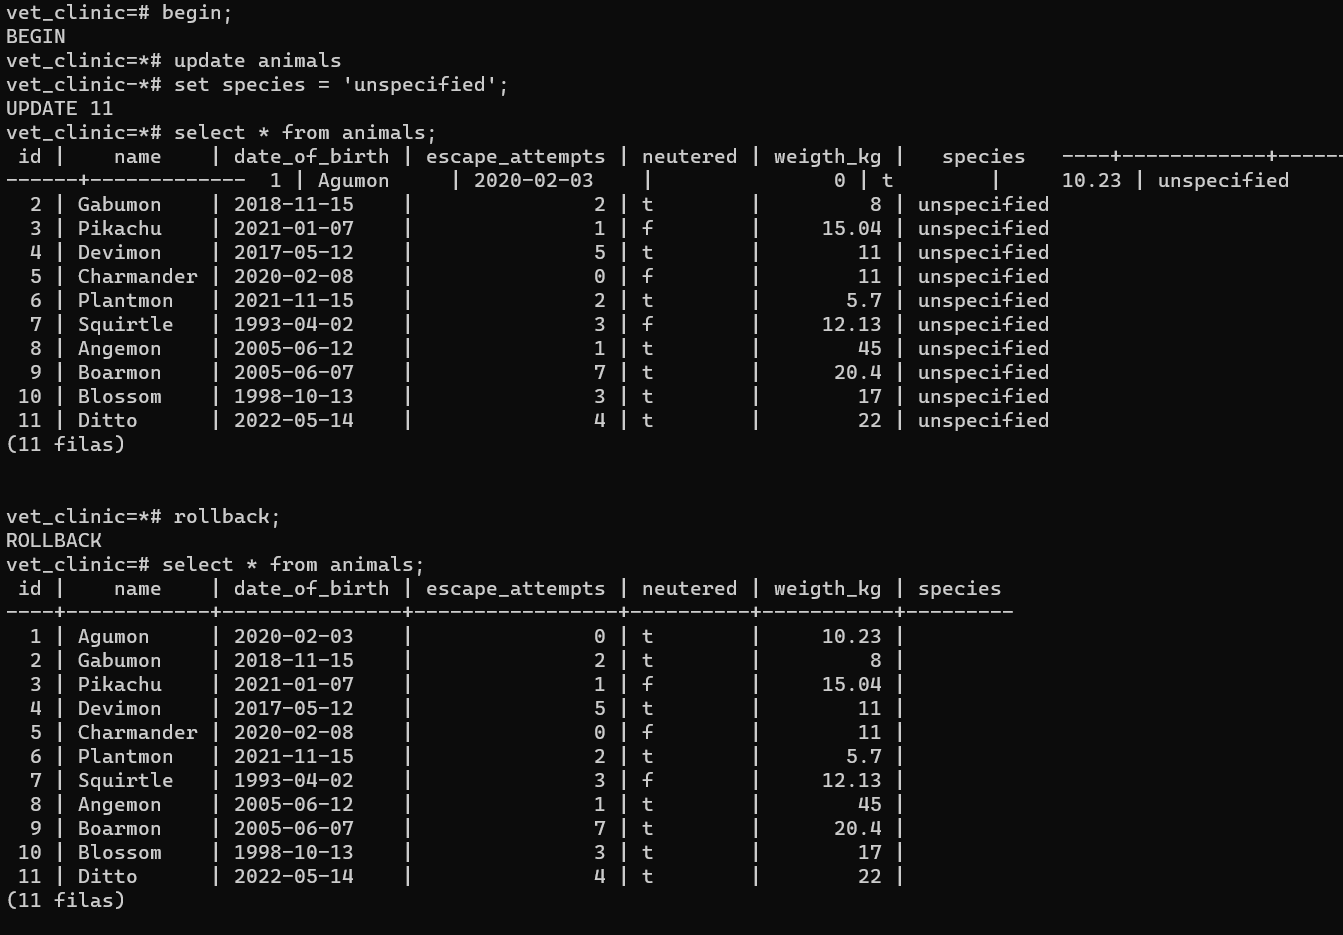 vet_clinic=# begin;
BEGIN
vet_clinic=*# update animals
vet_clinic-*# set species = 'unspecified';
UPDATE 11
vet_clinic=*# select * from animals;
 id |    name    | date_of_birth | escape_attempts | neutered | weigth_kg |   species   ----+------------+-----
------+-------------  1 | Agumon     | 2020-02-03    |               0 | t        |     10.23 | unspecified
  2 | Gabumon    | 2018-11-15    |               2 | t        |         8 | unspecified
  3 | Pikachu    | 2021-01-07    |               1 | f        |     15.04 | unspecified
  4 | Devimon    | 2017-05-12    |               5 | t        |        11 | unspecified
  5 | Charmander | 2020-02-08    |               0 | f        |        11 | unspecified
  6 | Plantmon   | 2021-11-15    |               2 | t        |       5.7 | unspecified
  7 | Squirtle   | 1993-04-02    |               3 | f        |     12.13 | unspecified
  8 | Angemon    | 2005-06-12    |               1 | t        |        45 | unspecified
  9 | Boarmon    | 2005-06-07    |               7 | t        |      20.4 | unspecified
 10 | Blossom    | 1998-10-13    |               3 | t        |        17 | unspecified
 11 | Ditto      | 2022-05-14    |               4 | t        |        22 | unspecified
(11 filas)
vet_clinic=*# rollback;
ROLLBACK
vet_clinic=# select * from animals;
 id |    name    | date_of_birth | escape_attempts | neutered | weigth_kg | species
----+------------+---------------+-----------------+----------+-----------+---------
  1 | Agumon     | 2020-02-03    |               0 | t        |     10.23 |
  2 | Gabumon    | 2018-11-15    |               2 | t        |         8 |
  3 | Pikachu    | 2021-01-07    |               1 | f        |     15.04 |
  4 | Devimon    | 2017-05-12    |               5 | t        |        11 |
  5 | Charmander | 2020-02-08    |               0 | f        |        11 |
  6 | Plantmon   | 2021-11-15    |               2 | t        |       5.7 |
  7 | Squirtle   | 1993-04-02    |               3 | f        |     12.13 |
  8 | Angemon    | 2005-06-12    |               1 | t        |        45 |
  9 | Boarmon    | 2005-06-07    |               7 | t        |      20.4 |
 10 | Blossom    | 1998-10-13    |               3 | t        |        17 |
 11 | Ditto      | 2022-05-14    |               4 | t        |        22 |
(11 filas)